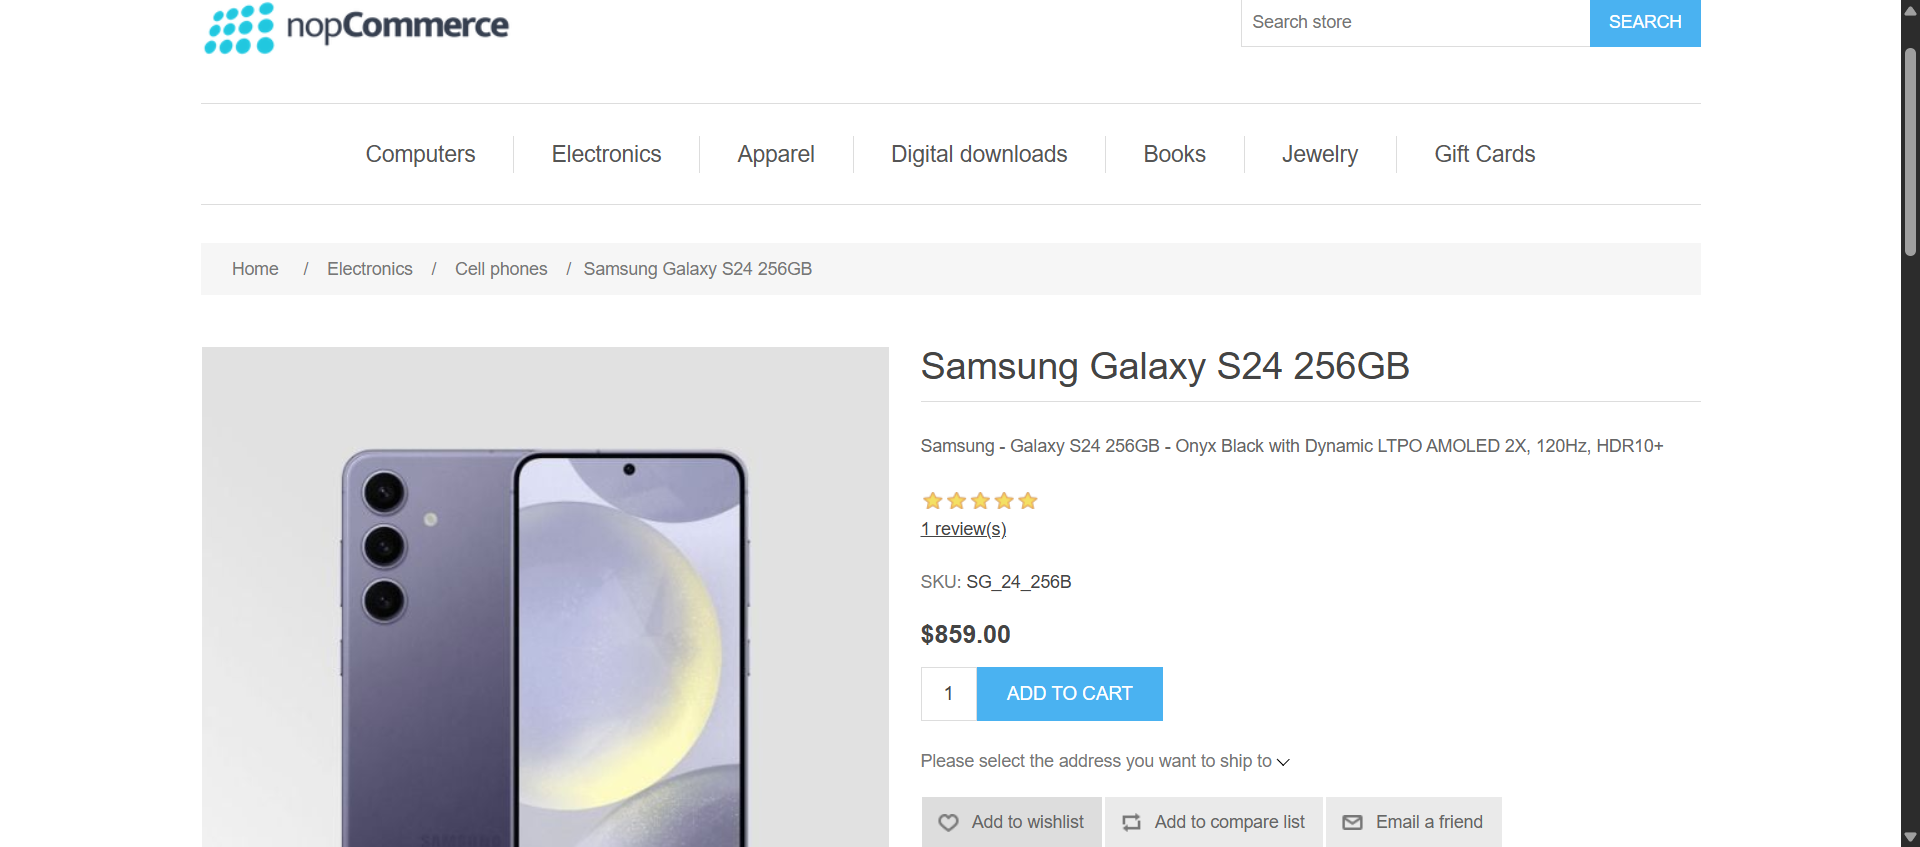 nopCommerce
Search store
SEARCH
Computers
Electronics
Apparel
Digital downloads
Books
Jewelry
Gift Cards
Home / Electronics / Cell phones / Samsung Galaxy S24 256GB
Samsung Galaxy S24 256GB
Samsung - Galaxy S24 256GB - Onyx Black with Dynamic LTPO AMOLED 2X, 120Hz, HDR10+
1 review(s)
SKU: SG_24_256B
$859.00
1
ADD TO CART
Please select the address you want to ship to
Add to wishlist
Add to compare list
Email a friend
SAMSUNG